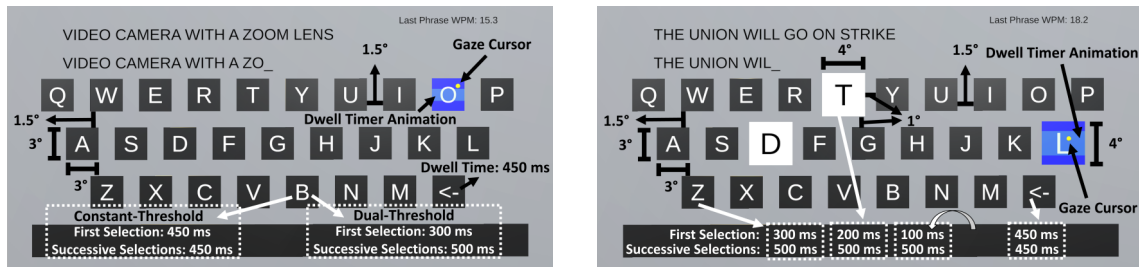 Last Phrase WPM: 15.3
VIDEO CAMERA WITH A ZOOM LENS
1.5°
Gaze Cursor
VIDEO CAMERA WITH A ZO_
Q W E R T Y U I O P
Dwell Timer Animation
1.5°
3°
A S D F G H J K L
3°
Dwell Time: 450 ms
Z X C V B N M <-
Constant-Threshold
First Selection: 450 ms
Successive Selections: 450 ms
Dual-Threshold
First Selection: 300 ms
Successive Selections: 500 ms
Last Phrase WPM: 18.2
THE UNION WILL GO ON STRIKE
4°
1.5°
Dwell Timer Animation
THE UNION WIL_
Q W E R T Y U I O P
1.5°
1°
3°
A S D F G H J K L
4°
3°
Z X C V B N M <-
Gaze Cursor
First Selection: 300 ms 200 ms 100 ms 450 ms
Successive Selections: 500 ms 500 ms 500 ms 450 ms